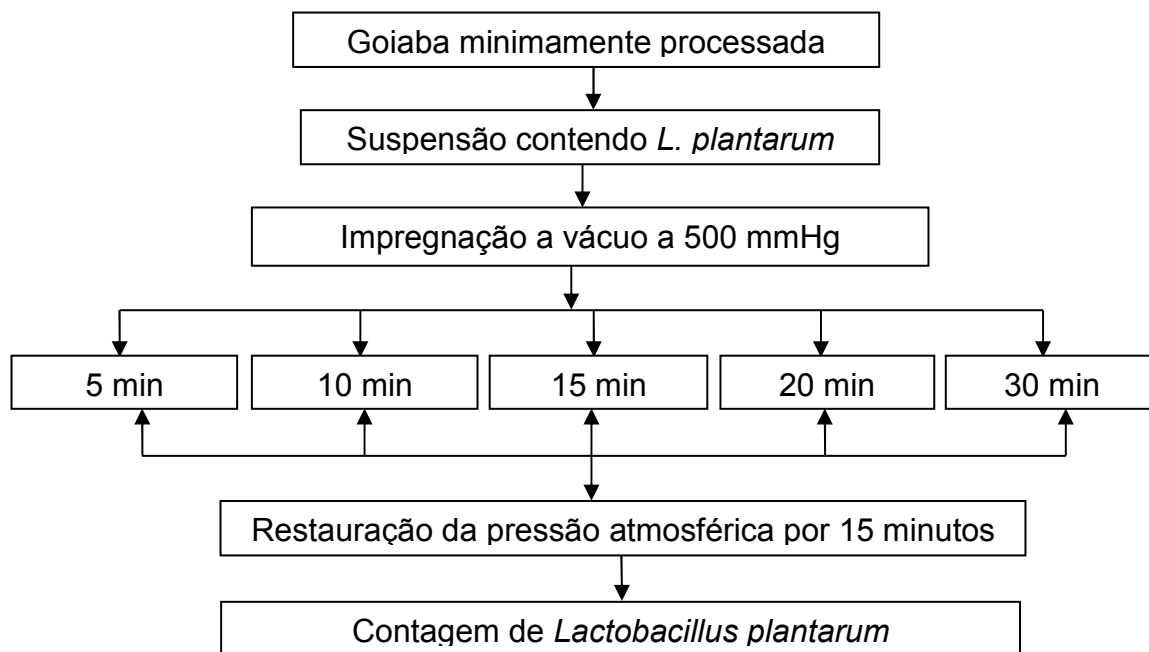 Goiaba minimamente processada
Suspensão contendo L. plantarum
Impregnação a vácuo a 500 mmHg
5 min
10 min
15 min
20 min
30 min
Restauração da pressão atmosférica por 15 minutos
Contagem de Lactobacillus plantarum